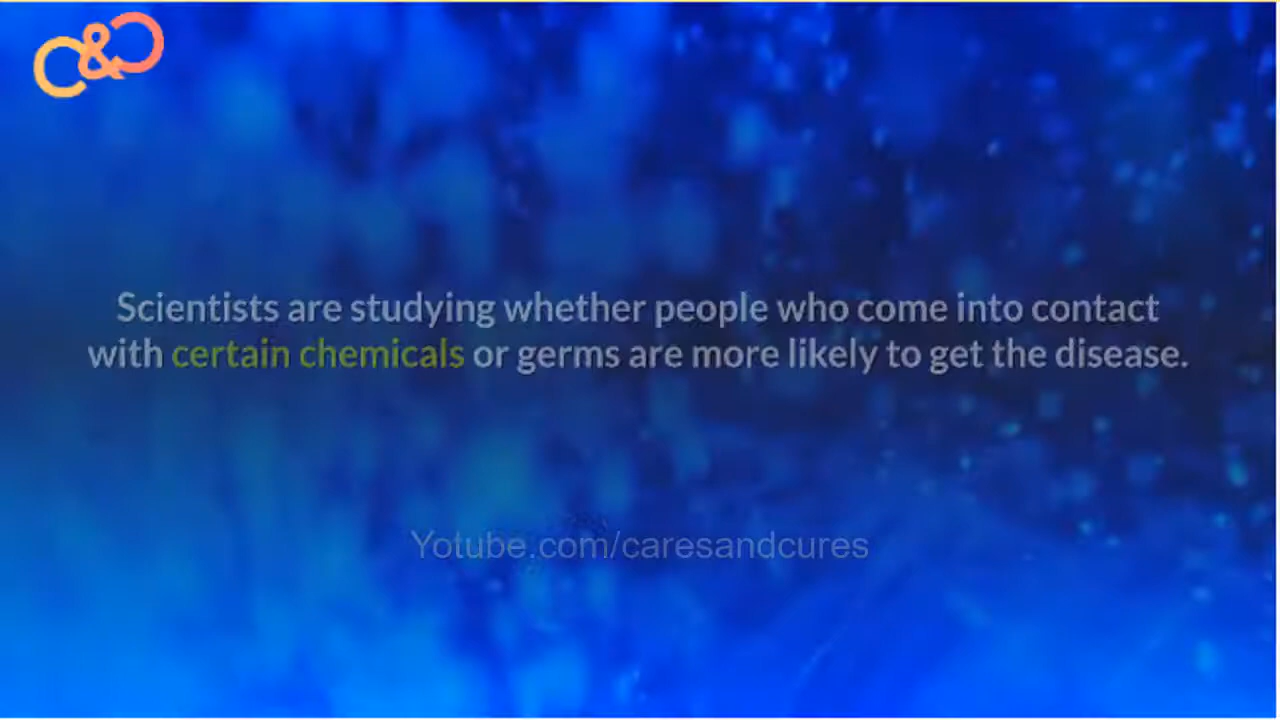 C&C
Scientists are studying whether people who come into contact
with certain chemicals or germs are more likely to get the disease.
Yotube.com/caresandcures